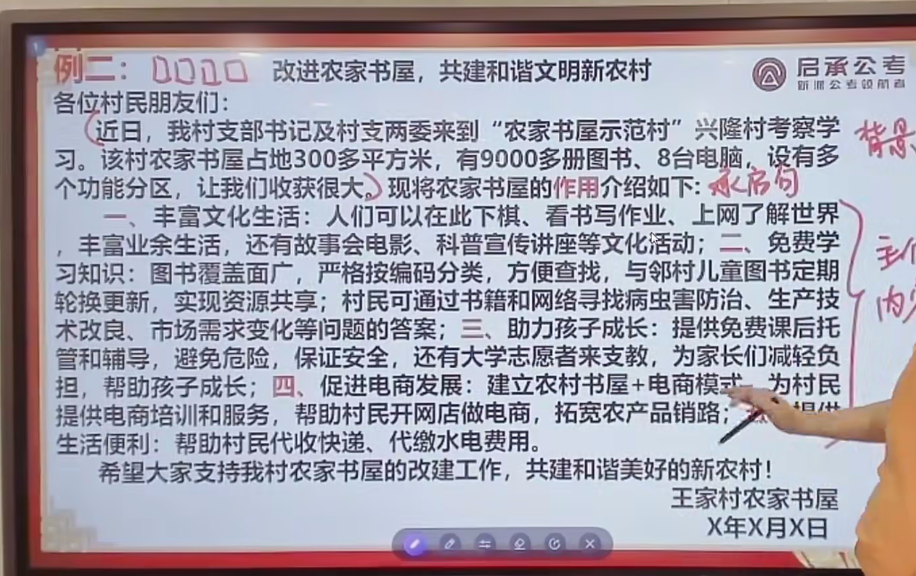 例二：
改进农家书屋，共建和谐文明新农村
启承公考
新派公考领航者
各位村民朋友们：
近日，我村支部书记及村支两委来到“农家书屋示范村”兴隆村考察学
背景
习。该村农家书屋占地300多平方米，有9000多册图书、8台电脑，设有多
个功能分区，让我们收获很大。现将农家书屋的作用介绍如下:
承启句
一、丰富文化生活：人们可以在此下棋、看书写作业、上网了解世界
，丰富业余生活，还有故事会电影、科普宣传讲座等文化活动；二、免费学
主
习知识：图书覆盖面广，严格按编码分类，方便查找，与邻村儿童图书定期
内
轮换更新，实现资源共享；村民可通过书籍和网络寻找病虫害防治、生产技
术改良、市场需求变化等问题的答案；三、助力孩子成长：提供免费课后托
管和辅导，避免危险，保证安全，还有大学志愿者来支教，为家长们减轻负
担，帮助孩子成长；四、促进电商发展：建立农村书屋+电商模式，为村民
提供电商培训和服务，帮助村民开网店做电商，拓宽农产品销路；提供
生活便利：帮助村民代收快递、代缴水电费用。
希望大家支持我村农家书屋的改建工作，共建和谐美好的新农村！
王家村农家书屋
X年X月X日